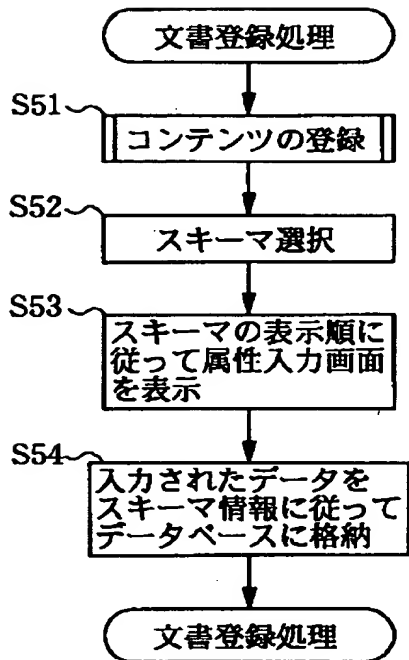 文書登録処理
S51
コンテンツの登録
S52
スキーマ選択
S53
スキーマの表示順に
従って属性入力画面
を表示
S54
入力されたデータを
スキーマ情報に従って
データベースに格納
文書登録処理